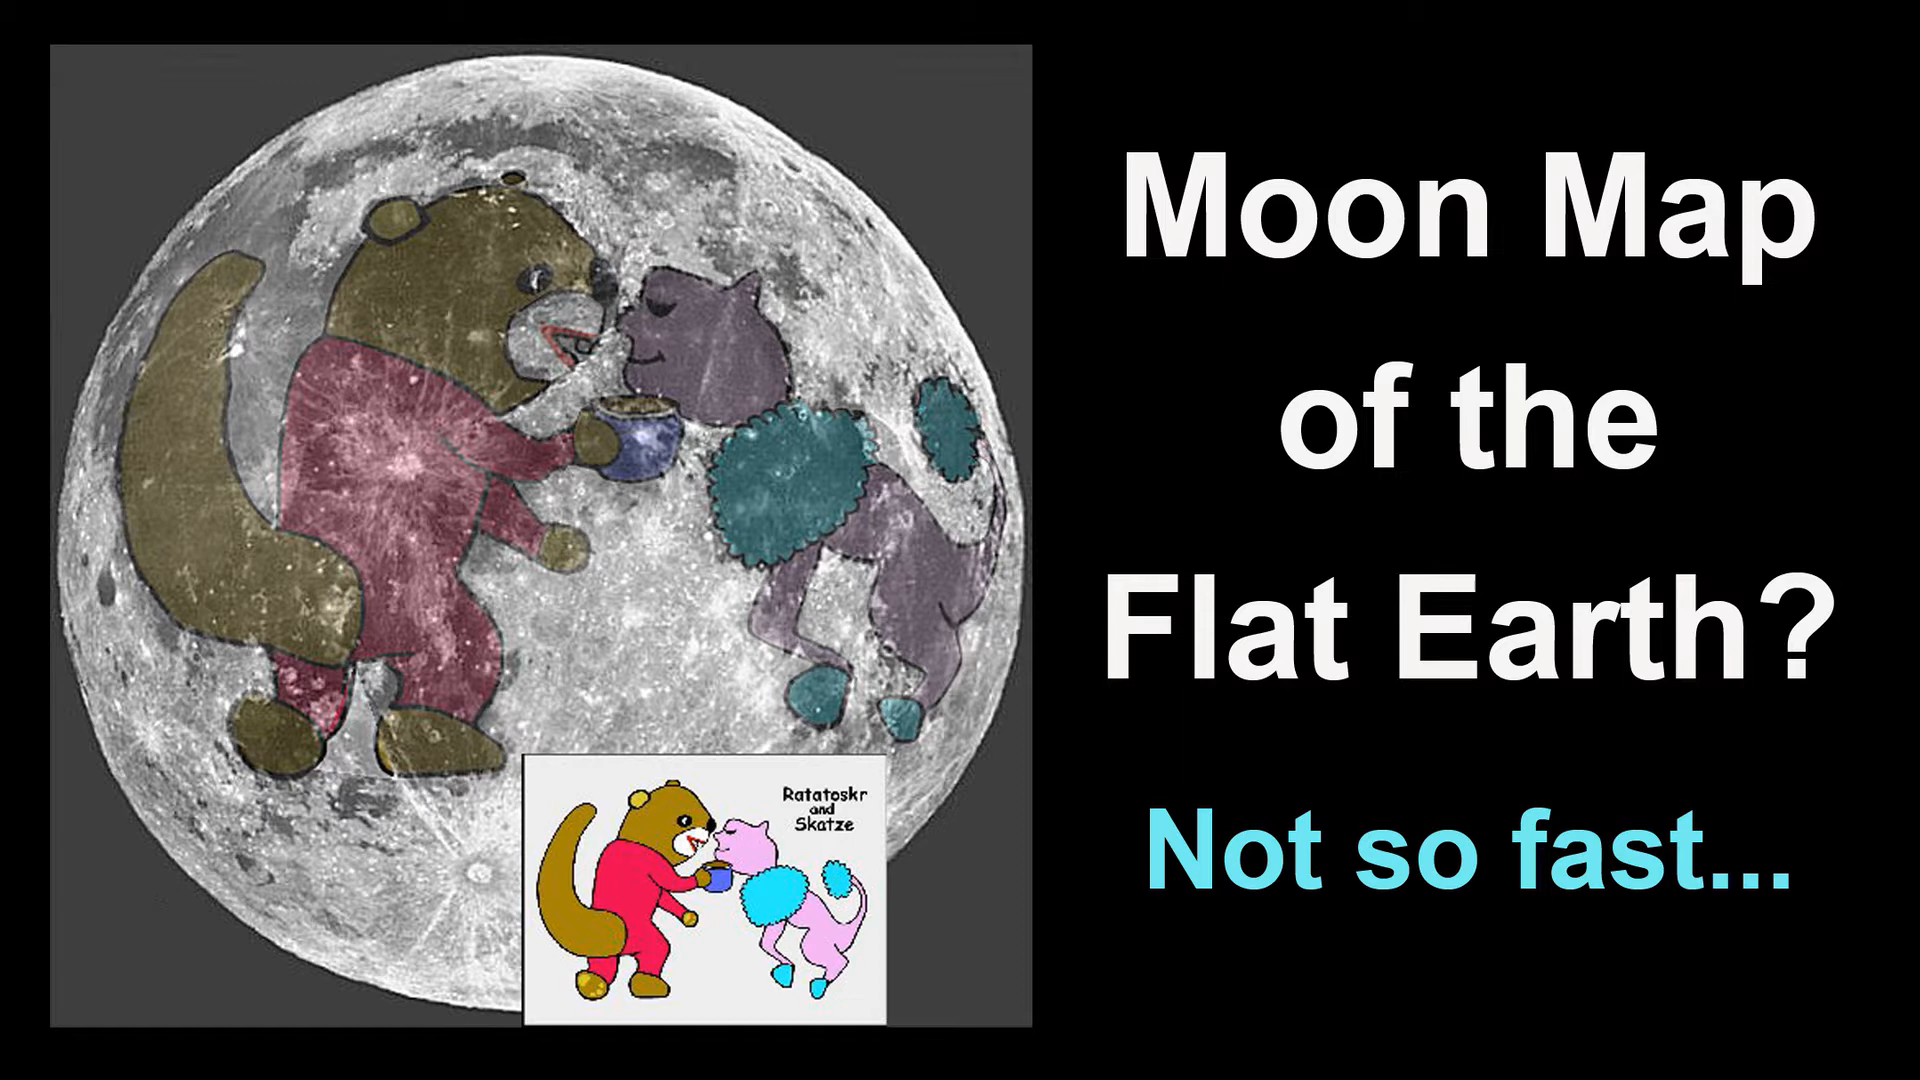 Moon Map
of the
Flat Earth?
Not so fast...
Ratatoskr
and
Skatze